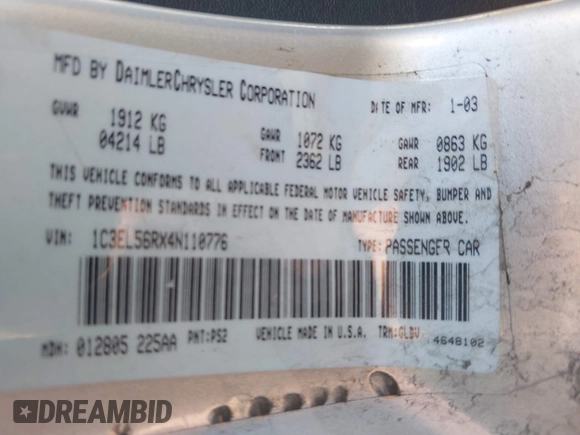 MFD BY DAIMLERCHRYSLER CORPORATION DATE OF MFR: 1-03
GVWR 1912 KG GAWR 1072 KG GAWR 0863 KG
04214 LB FRONT 2362 LB REAR 1902 LB
THIS VEHICLE CONFORMS TO ALL APPLICABLE FEDERAL MOTOR VEHICLE SAFETY, BUMPER AND
THEFT PREVENTION STANDARDS IN EFFECT ON THE DATE OF MANUFACTURE SHOWN ABOVE.
VIN: 1C3EL56RX4N110776 TYPE: PASSENGER CAR
MDH: 012805 225AA PNT: PS2 VEHICLE MADE IN U.S.A. TRM: GLDV 4648102
DREAMBID